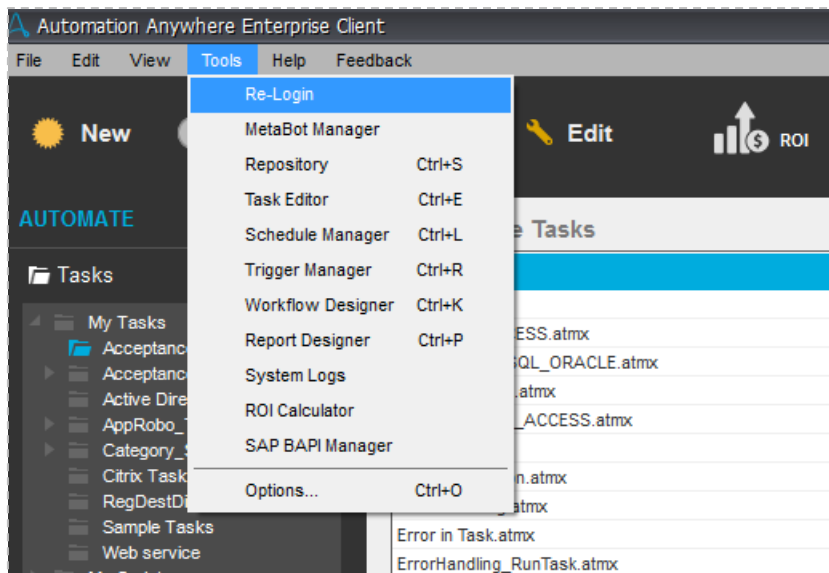 Automation Anywhere Enterprise Client
File Edit View Tools Help Feedback
Re-Login
MetaBot Manager
Repository Ctrl+S
Task Editor Ctrl+E
Schedule Manager Ctrl+L
Trigger Manager Ctrl+R
Workflow Designer Ctrl+K
Report Designer Ctrl+P
System Logs
ROI Calculator
SAP BAPI Manager
Options... Ctrl+O
New
Edit
ROI
AUTOMATE
Tasks
My Tasks
Acceptance
Acceptance
Active Dire
AppRobo_
Category_
Citrix Task
RegDestDi
Sample Tasks
Web service
Tasks
ESS.atmx
QL_ORACLE.atmx
.atmx
_ACCESS.atmx
n.atmx
atmx
Error in Task.atmx
ErrorHandling_RunTask.atmx